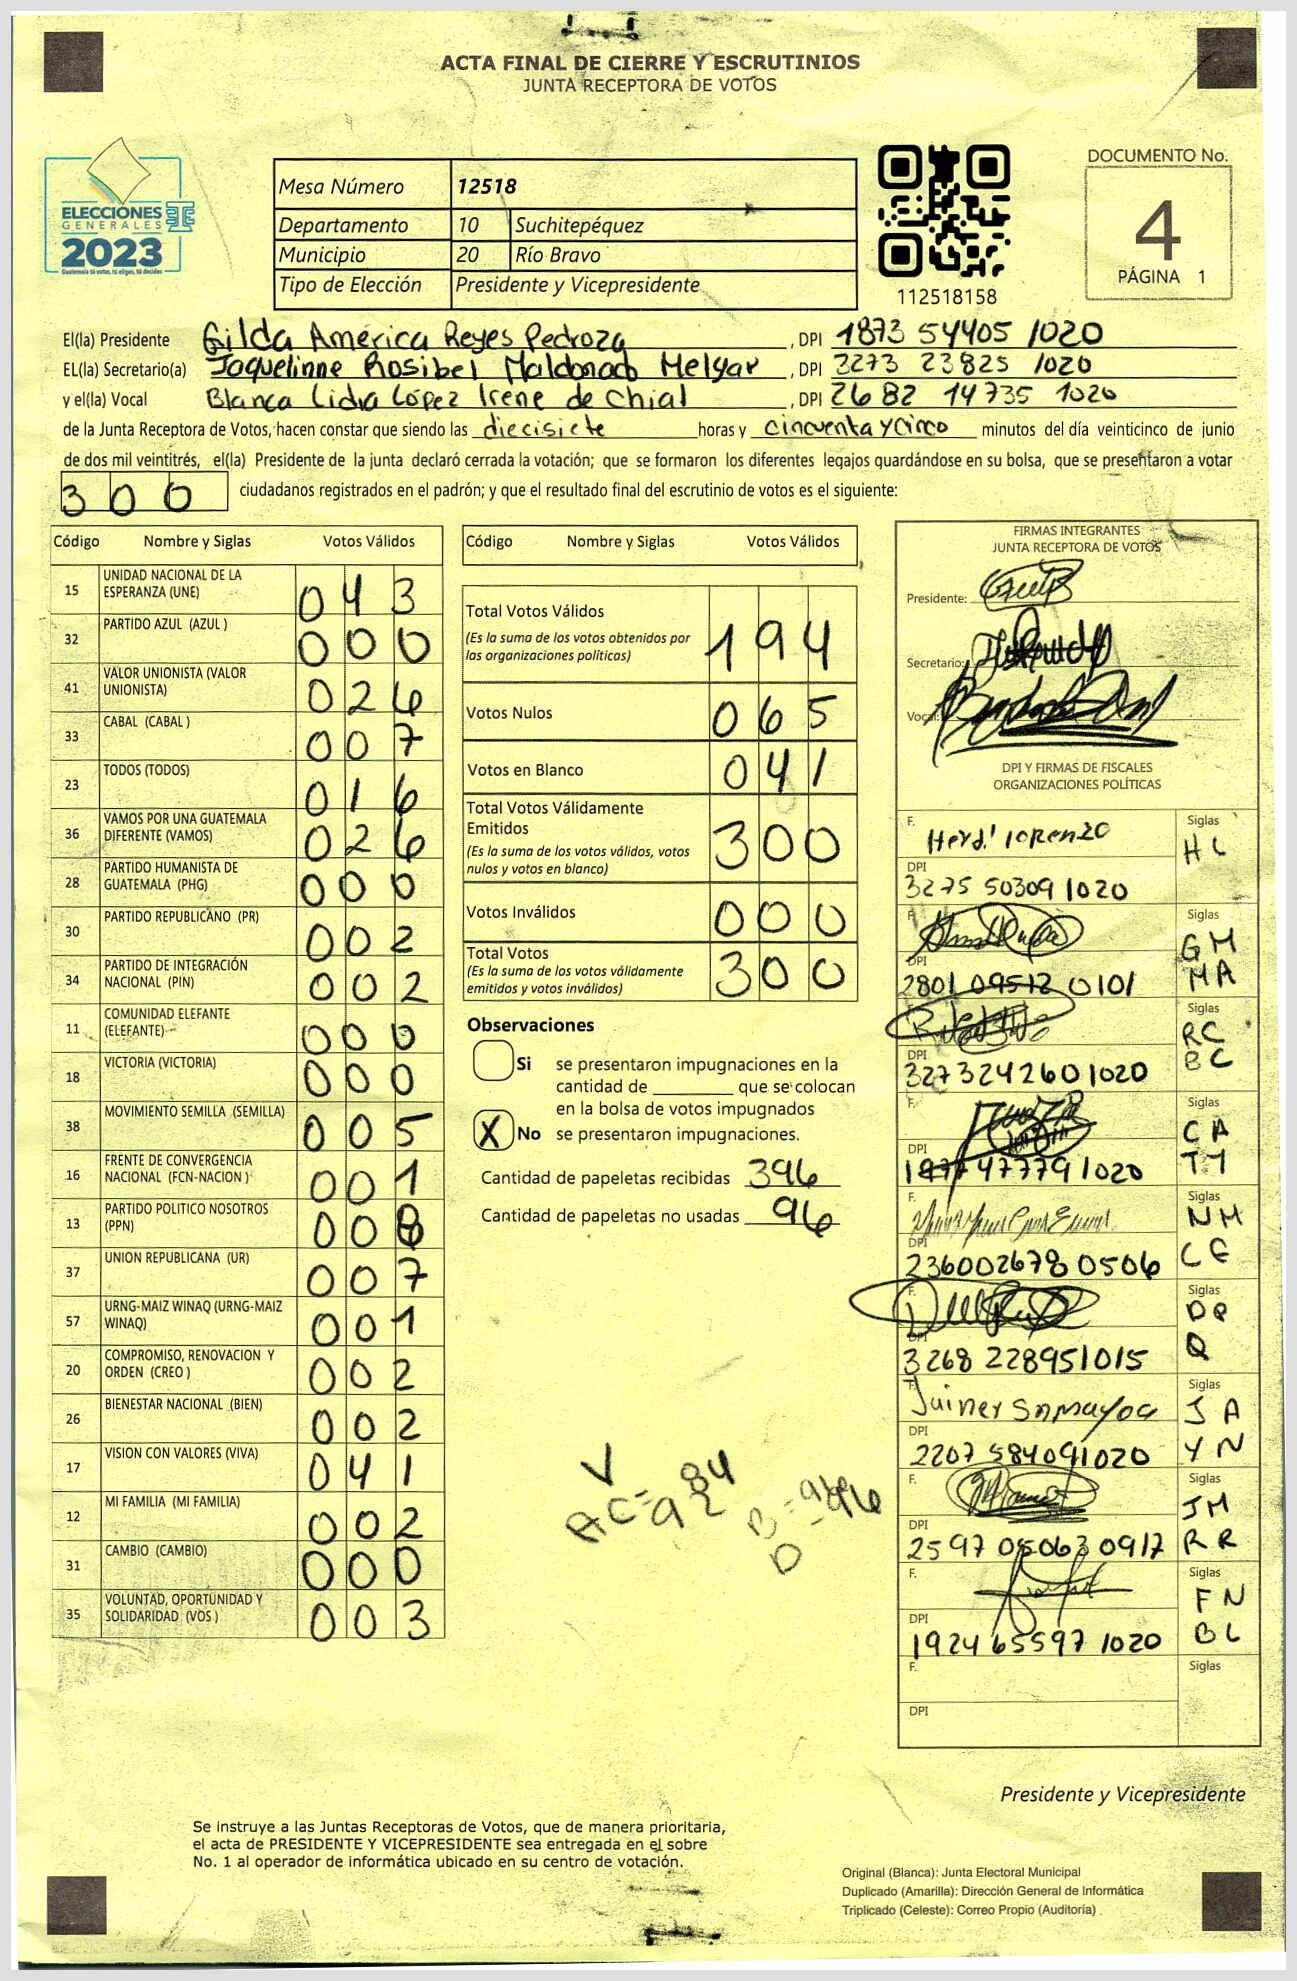 ACTA FINAL DE CIERRE Y ESCRUTINIOS
JUNTA RECEPTORA DE VOTOS
ELECCIONES
GENERALES
2023
Guatemala tú votas, tú eliges, tú decides
Mesa Número 12518
Departamento 10 Suchitepéquez
Municipio 20 Río Bravo
Tipo de Elección Presidente y Vicepresidente
112518158
DOCUMENTO No.
4
PÁGINA 1
El(la) Presidente Gilda América Reyes Pedroza, DPI 1873 54405 1020
EL(la) Secretario(a) Jaquelinne Rosibel Maldonado Melgar, DPI 3273 23825 1020
y el(la) Vocal Blanca Lidia López Irene de Chial, DPI 2682 14735 1020
de la Junta Receptora de Votos, hacen constar que siendo las diecisiete horas y cincuenta y cinco minutos del día veinticinco de junio
de dos mil veintitrés, el(la) Presidente de la junta declaró cerrada la votación; que se formaron los diferentes legajos guardándose en su bolsa, que se presentaron a votar
300 ciudadanos registrados en el padrón; y que el resultado final del escrutinio de votos es el siguiente:
Código Nombre y Siglas Votos Válidos
15 UNIDAD NACIONAL DE LA ESPERANZA (UNE) 043
32 PARTIDO AZUL (AZUL ) 000
41 VALOR UNIONISTA (VALOR UNIONISTA) 026
33 CABAL (CABAL ) 007
23 TODOS (TODOS) 016
36 VAMOS POR UNA GUATEMALA DIFERENTE (VAMOS) 026
28 PARTIDO HUMANISTA DE GUATEMALA (PHG) 000
30 PARTIDO REPUBLICANO (PR) 002
34 PARTIDO DE INTEGRACIÓN NACIONAL (PIN) 002
11 COMUNIDAD ELEFANTE (ELEFANTE) 000
18 VICTORIA (VICTORIA) 000
38 MOVIMIENTO SEMILLA (SEMILLA) 005
16 FRENTE DE CONVERGENCIA NACIONAL (FCN-NACION ) 001
13 PARTIDO POLITICO NOSOTROS (PPN) 008
37 UNION REPUBLICANA (UR) 007
57 URNG-MAIZ WINAQ (URNG-MAIZ WINAQ) 001
20 COMPROMISO, RENOVACION Y ORDEN (CREO ) 002
26 BIENESTAR NACIONAL (BIEN) 002
17 VISION CON VALORES (VIVA) 041
12 MI FAMILIA (MI FAMILIA) 002
31 CAMBIO (CAMBIO) 000
35 VOLUNTAD, OPORTUNIDAD Y SOLIDARIDAD (VOS ) 003
Código Nombre y Siglas Votos Válidos
Total Votos Válidos 194
(Es la suma de los votos obtenidos por
las organizaciones políticas)
Votos Nulos 065
Votos en Blanco 041
Total Votos Válidamente
Emitidos 300
(Es la suma de los votos válidos, votos
nulos y votos en blanco)
Votos Inválidos 000
Total Votos 300
(Es la suma de los votos válidamente
emitidos y votos inválidos)
Observaciones
Si se presentaron impugnaciones en la
cantidad de ________ que se colocan
en la bolsa de votos impugnados
X No se presentaron impugnaciones.
Cantidad de papeletas recibidas 396
Cantidad de papeletas no usadas 96
FIRMAS INTEGRANTES
JUNTA RECEPTORA DE VOTOS
Presidente:
Secretario:
Vocal:
DPI Y FIRMAS DE FISCALES
ORGANIZACIONES POLÍTICAS
F. Siglas
HL
DPI
3275 50309 1020
F. Siglas
GM
MA
DPI
2801 09512 0101
Siglas
RC
BC
DPI
3273242601020
F. Siglas
CA
TM
DPI
1977477791020
F. Siglas
NM
CE
DPI
2360026780506
F. Siglas
DP
Q
DPI
3268 228951015
F. Siglas
JA
YN
DPI
2207 584091020
F. Siglas
JM
RR
DPI
2597 05063 0917
F. Siglas
FN
BL
DPI
1924 65597 1020
F. Siglas
DPI
Presidente y Vicepresidente
Se instruye a las Juntas Receptoras de Votos, que de manera prioritaria,
el acta de PRESIDENTE Y VICEPRESIDENTE sea entregada en el sobre
No. 1 al operador de informática ubicado en su centro de votación.
Original (Blanca): Junta Electoral Municipal
Duplicado (Amarilla): Dirección General de Informática
Triplicado (Celeste): Correo Propio (Auditoría)